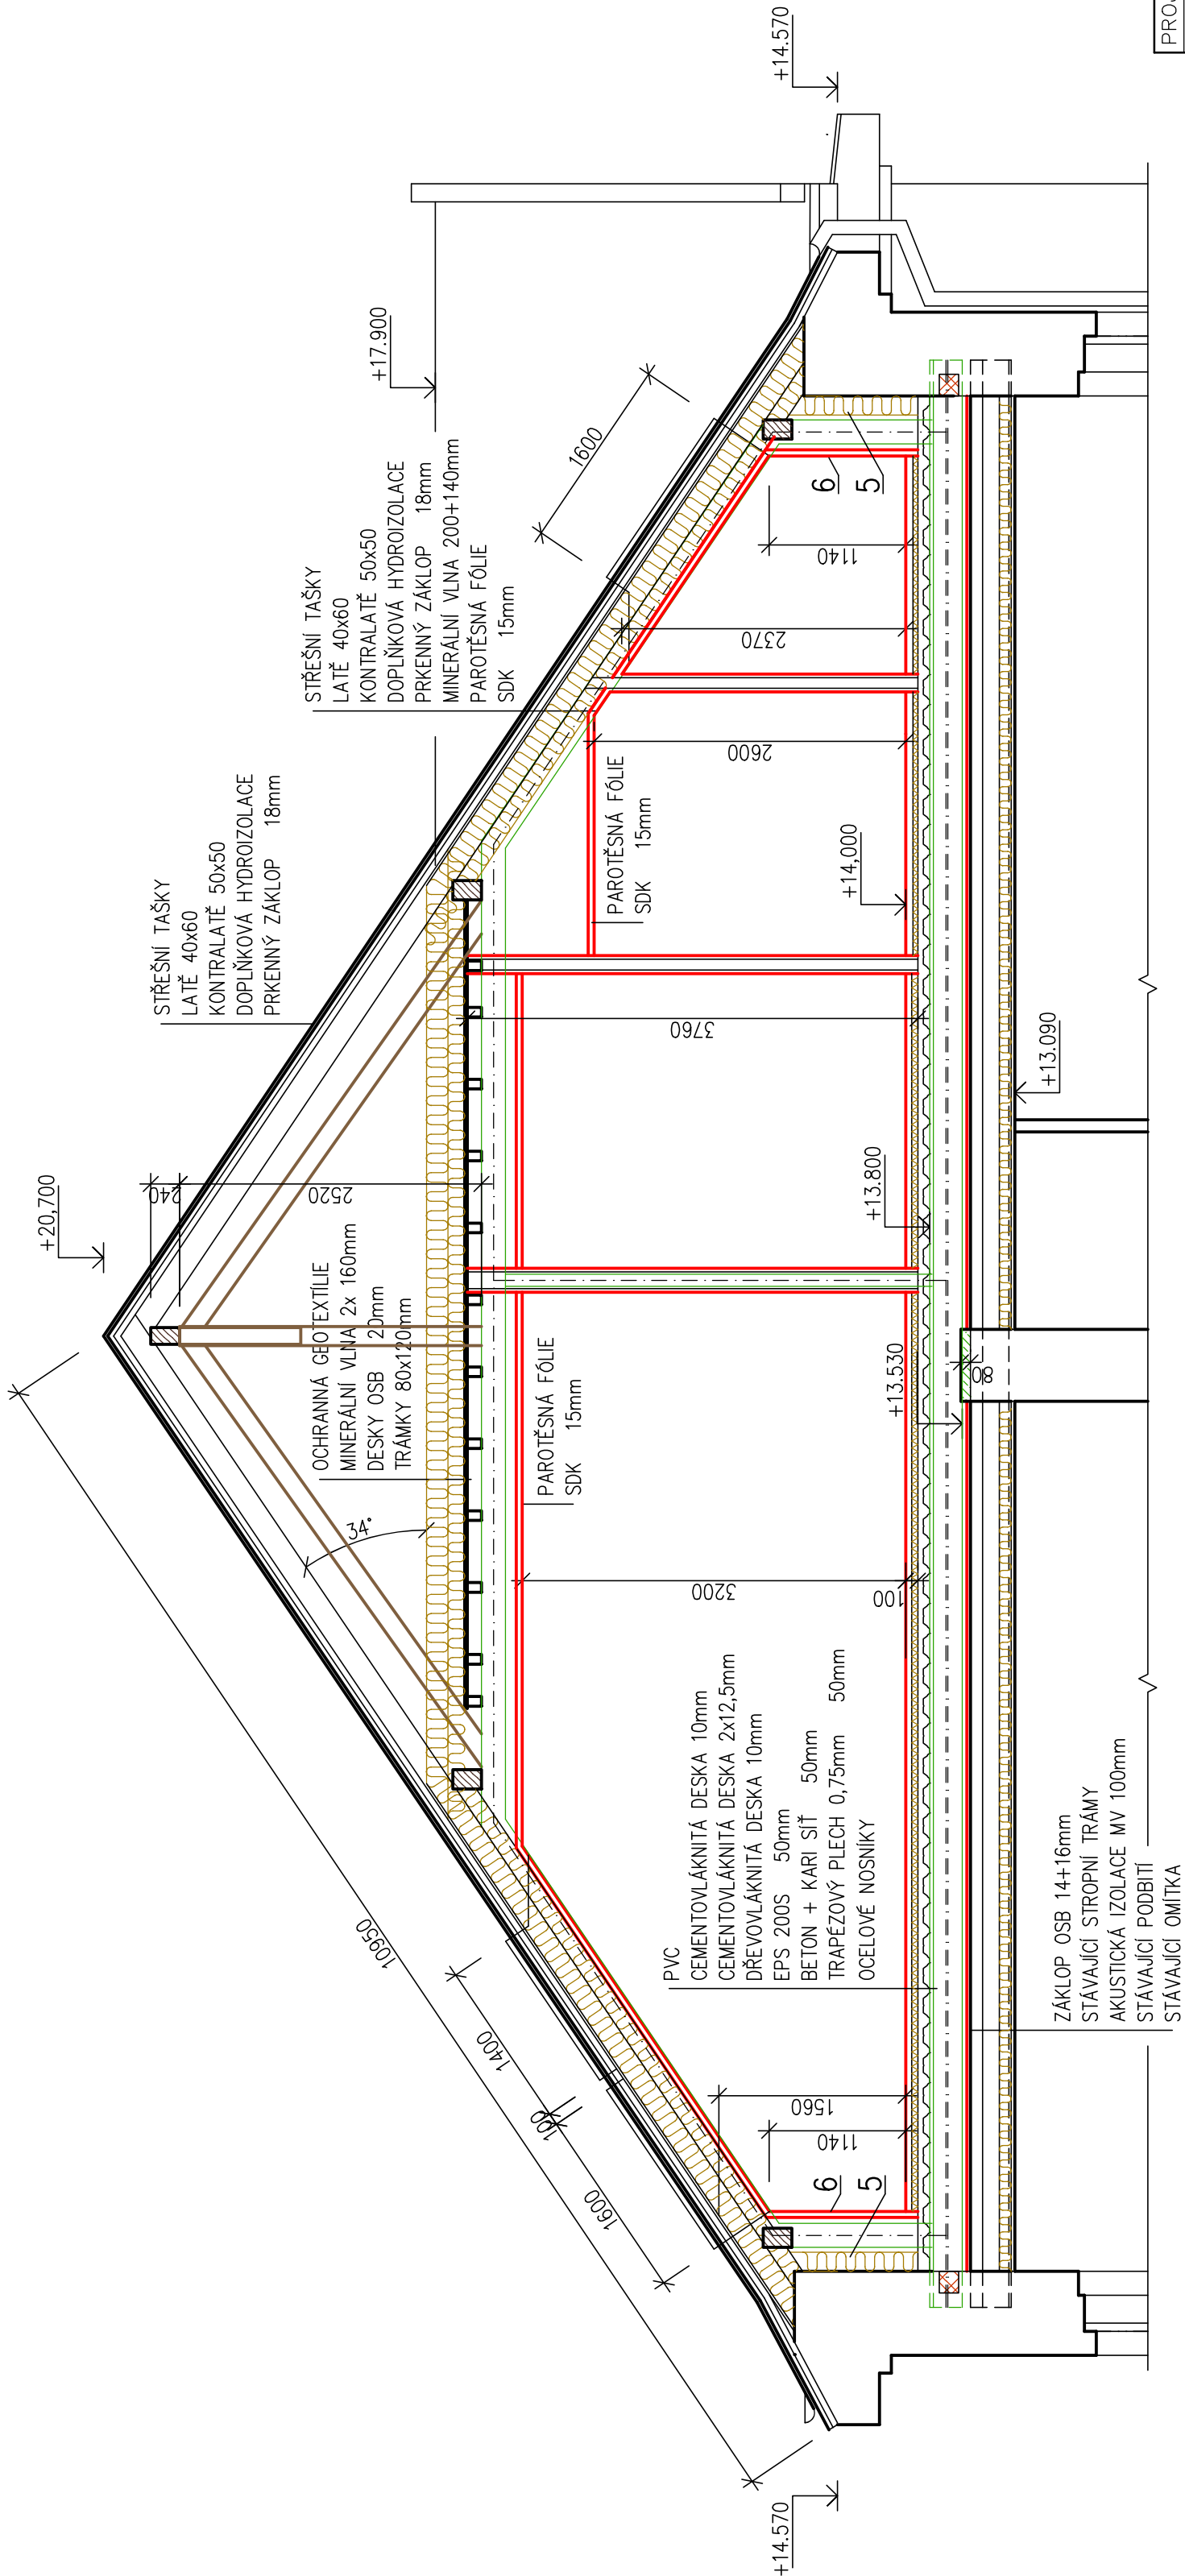 +20,700
STŘEŠNÍ TAŠKY
LATĚ 40x60
KONTRALATĚ 50x50
DOPLŇKOVÁ HYDROIZOLACE
PRKENNÝ ZÁKLOP 18mm
STŘEŠNÍ TAŠKY
LATĚ 40x60
KONTRALATĚ 50x50
DOPLŇKOVÁ HYDROIZOLACE
PRKENNÝ ZÁKLOP 18mm
MINERÁLNÍ VLNA 200+140mm
PAROTĚSNÁ FÓLIE
SDK 15mm
+17.900
+14.570
1600
240
2520
OCHRANNÁ GEOTEXTÍLIE
MINERÁLNÍ VLNA 2x 160mm
DESKY OSB 20mm
TRÁMKY 80x120mm
34°
10950
1400
100
1600
PAROTĚSNÁ FÓLIE
SDK 15mm
PAROTĚSNÁ FÓLIE
SDK 15mm
3200
100
3760
2600
2370
1140
6
5
+14,000
+13.800
+13.530
80
+13.090
PVC
CEMENTOVLÁKNITÁ DESKA 10mm
CEMENTOVLÁKNITÁ DESKA 2x12,5mm
DŘEVOVLÁKNITÁ DESKA 10mm
EPS 200S 50mm
BETON + KARI SÍŤ 50mm
TRAPÉZOVÝ PLECH 0,75mm 50mm
OCELOVÉ NOSNÍKY
1560
1140
6
5
ZÁKLOP OSB 14+16mm
STÁVAJÍCÍ STROPNÍ TRÁMY
AKUSTICKÁ IZOLACE MV 100mm
STÁVAJÍCÍ PODBITÍ
STÁVAJÍCÍ OMÍTKA
+14.570